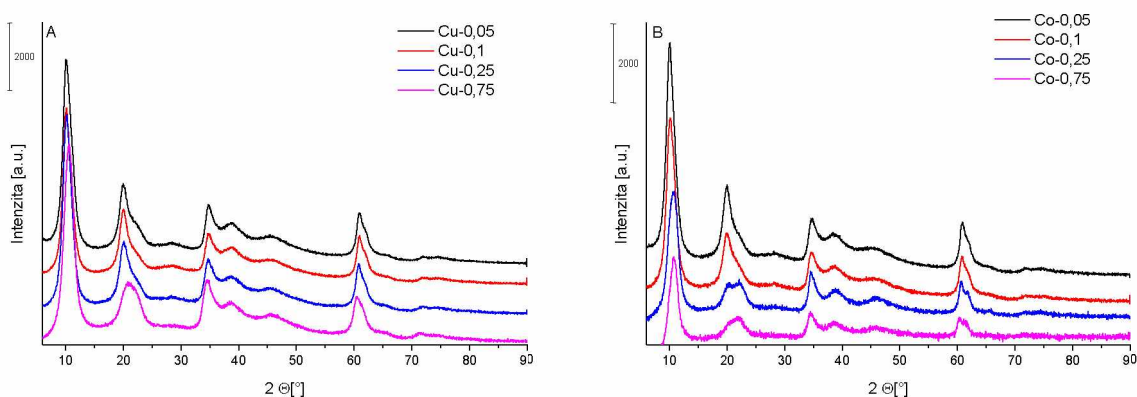 A
2000
Cu-0,05
Cu-0,1
Cu-0,25
Cu-0,75
Intenzita [a.u.]
10 20 30 40 50 60 70 80 90
2 Θ[°]
B
2000
Co-0,05
Co-0,1
Co-0,25
Co-0,75
Intenzita [a.u.]
10 20 30 40 50 60 70 80 90
2 Θ[°]